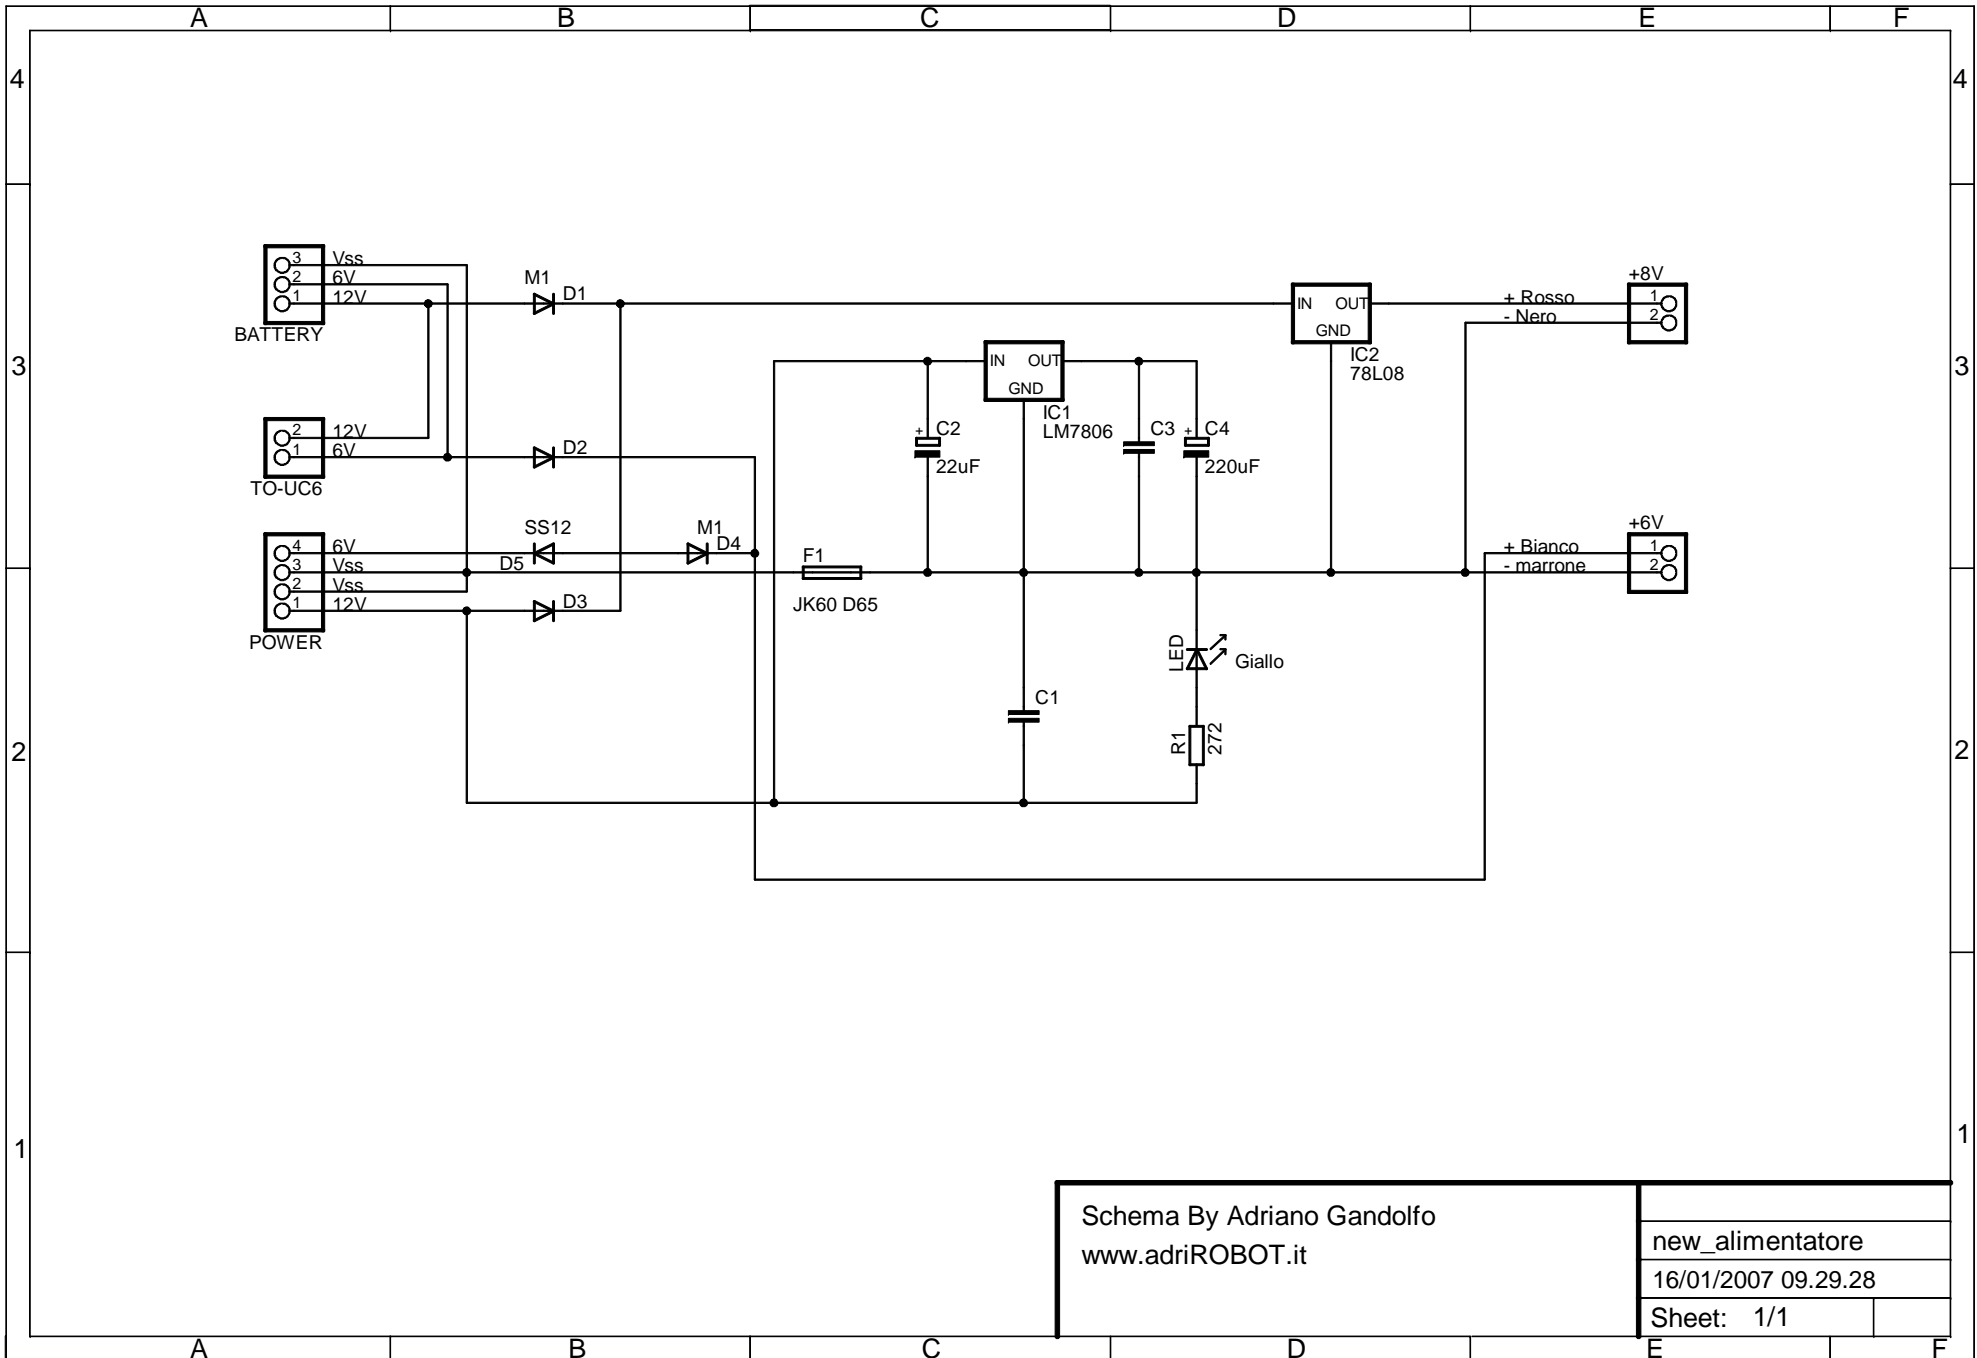 A B C D E F
4 4
3 Vss
2 6V
1 12V
BATTERY
M1
D1
IN OUT
GND
IC2
78L08
+8V
+ Rosso 1
- Nero 2
3 3
IN OUT
GND
IC1
LM7806
2 12V
1 6V
TO-UC6
D2
+ C2
22uF
C3
+ C4
220uF
4 6V
3 Vss
2 Vss
1 12V
POWER
SS12
D5
M1
D4
D3
F1
JK60 D65
+6V
+ Bianco 1
- marrone 2
LED
Giallo
C1
R1
272
2 2
1 1
Schema By Adriano Gandolfo
www.adriROBOT.it
new_alimentatore
16/01/2007 09.29.28
Sheet: 1/1
A B C D E F